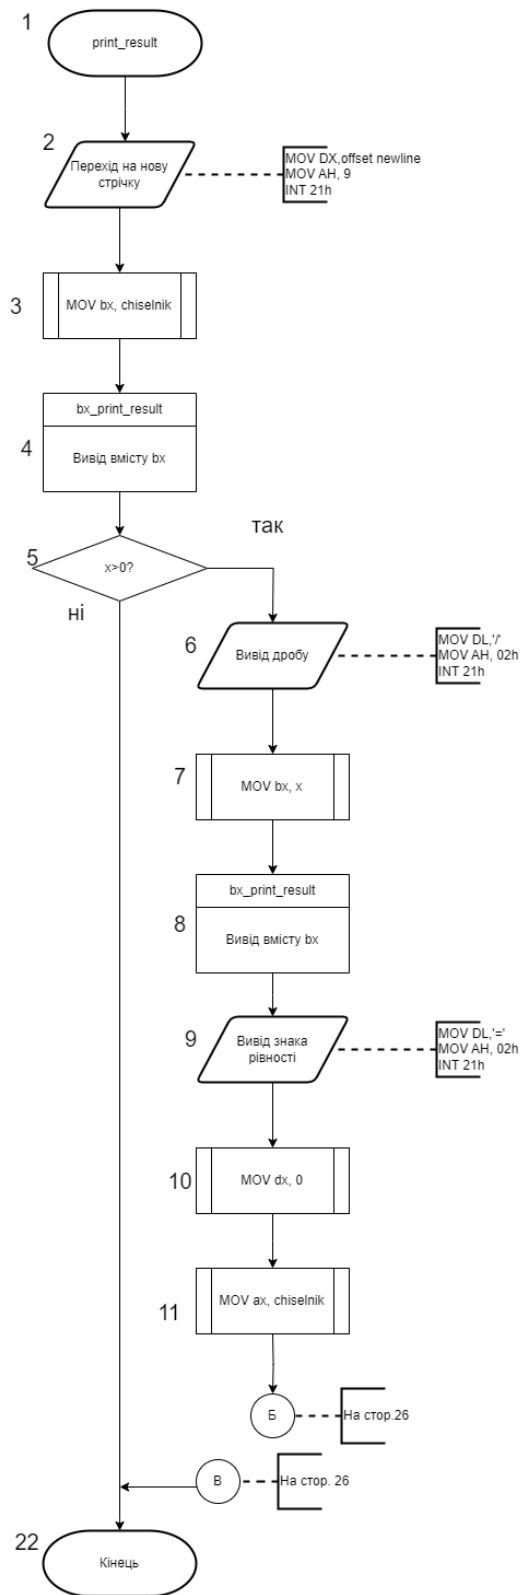 1
print_result
2
Перехід на нову
стрічку
MOV DX,offset newline
MOV AH, 9
INT 21h
3
MOV bx, chiselnik
bx_print_result
4
Вивід вмісту bx
так
5
x>0?
ні
6
Вивід дробу
MOV DL,'/'
MOV AH, 02h
INT 21h
7
MOV bx, x
bx_print_result
8
Вивід вмісту bx
9
Вивід знака
рівності
MOV DL,'='
MOV AH, 02h
INT 21h
10
MOV dx, 0
11
MOV ax, chiselnik
Б
На стор.26
В
На стор. 26
22
Кінець